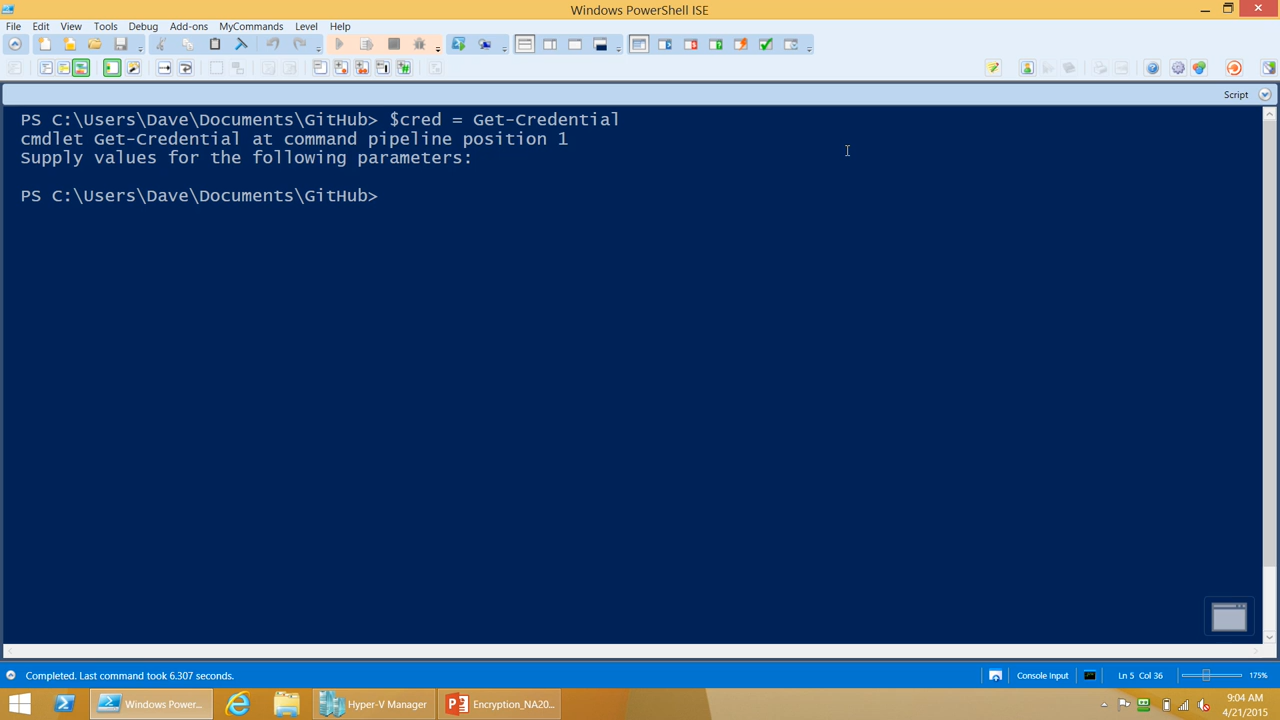 Windows PowerShell ISE
File Edit View Tools Debug Add-ons MyCommands Level Help
Script
PS C:\Users\Dave\Documents\GitHub> $cred = Get-Credential
cmdlet Get-Credential at command pipeline position 1
Supply values for the following parameters:
PS C:\Users\Dave\Documents\GitHub>
Completed. Last command took 6.307 seconds.
Console Input
Ln 5 Col 36
175%
Windows Power...
Hyper-V Manager
Encryption_NA20...
9:04 AM
4/21/2015